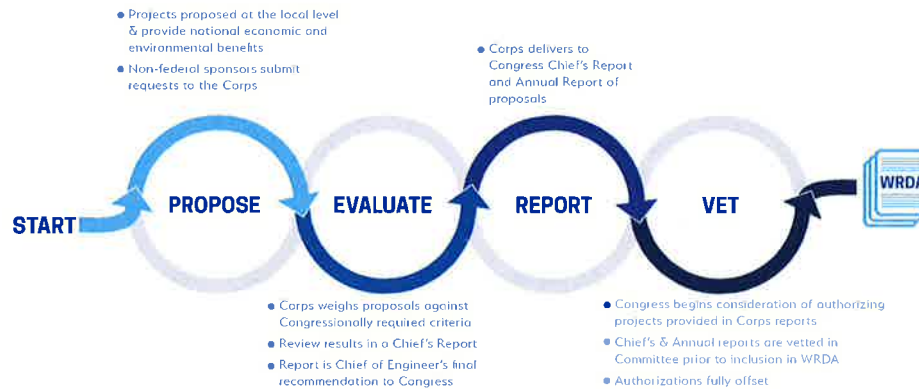 • Projects proposed at the local level
& provide national economic and
environmental benefits
• Non-federal sponsors submit
requests to the Corps
• Corps delivers to
Congress Chief's Report
and Annual Report of
proposals
START
PROPOSE
EVALUATE
REPORT
VET
WRDA
• Corps weighs proposals against
Congressionally required criteria
• Review results in a Chief's Report
• Report is Chief of Engineer's final
recommendation to Congress
• Congress begins consideration of authorizing
projects provided in Corps reports
• Chief's & Annual reports are vetted in
Committee prior to inclusion in WRDA
• Authorizations fully offset